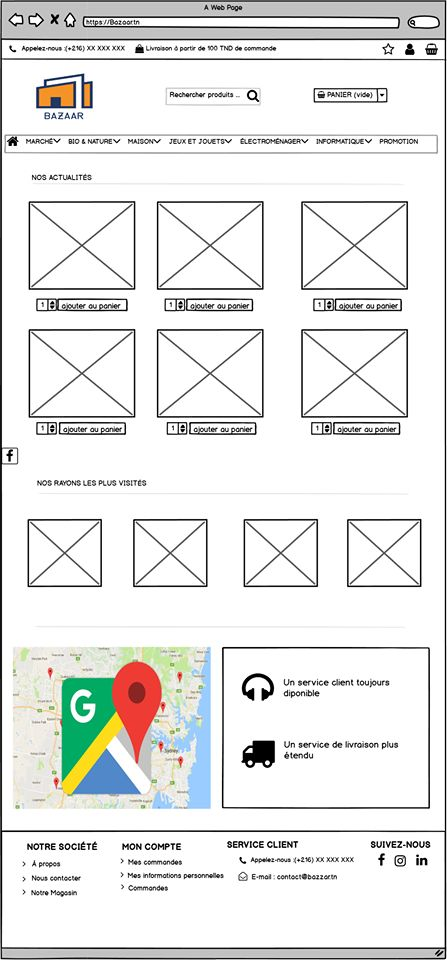 A Web Page
https://Bazaar.tn
Appelez-nous :(+216) XX XXX XXX
Livraison à partir de 100 TND de commande
BAZAAR
Rechercher produits ...
PANIER (vide)
MARCHÉ BIO & NATURE MAISON JEUX ET JOUETS ÉLECTROMÉNAGER INFORMATIQUE PROMOTION
NOS ACTUALITÉS
1 ajouter au panier 1 ajouter au panier 1 ajouter au panier
1 ajouter au panier 1 ajouter au panier 1 ajouter au panier
NOS RAYONS LES PLUS VISITÉS
G
Sydney
Un service client toujours
diponible
Un service de livraison plus
étendu
NOTRE SOCIÉTÉ
À propos
Nous contacter
Notre Magasin
MON COMPTE
Mes commandes
Mes informations personnelles
Commandes
SERVICE CLIENT
Appelez-nous :(+216) XX XXX XXX
E-mail : contact@bazzar.tn
SUIVEZ-NOUS